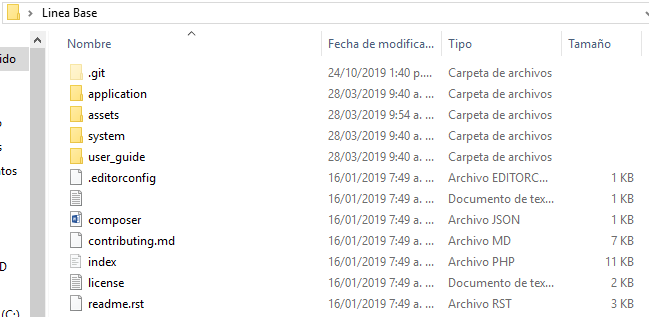 Linea Base
Nombre Fecha de modifica... Tipo Tamaño
.git 24/10/2019 1:40 p.... Carpeta de archivos
application 28/03/2019 9:40 a. ... Carpeta de archivos
assets 28/03/2019 9:54 a. ... Carpeta de archivos
system 28/03/2019 9:40 a. ... Carpeta de archivos
user_guide 28/03/2019 9:40 a. ... Carpeta de archivos
.editorconfig 16/01/2019 7:49 a. ... Archivo EDITORC... 1 KB
16/01/2019 7:49 a. ... Documento de tex... 1 KB
composer 16/01/2019 7:49 a. ... Archivo JSON 1 KB
contributing.md 16/01/2019 7:49 a. ... Archivo MD 7 KB
index 16/01/2019 7:49 a. ... Archivo PHP 11 KB
license 16/01/2019 7:49 a. ... Documento de tex... 2 KB
readme.rst 16/01/2019 7:49 a. ... Archivo RST 3 KB
ido
o
s
ntos
D
(C:)